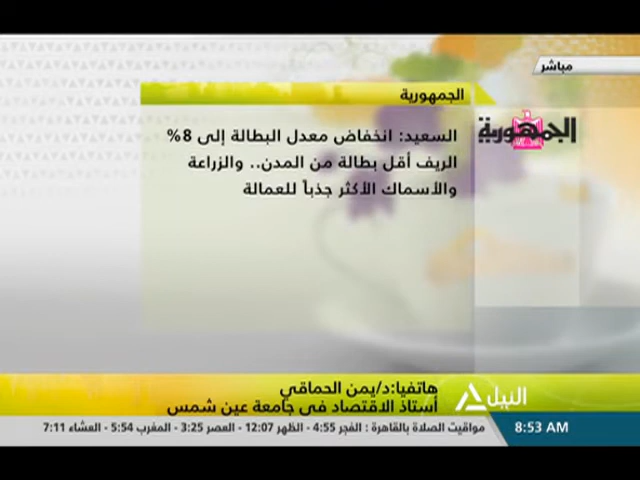 مباشر
الجمهورية
الجمهورية
السعيد: انخفاض معدل البطالة إلى 8%
الريف أقل بطالة من المدن.. والزراعة
والأسماك الأكثر جذباً للعمالة
هاتفيا:د/يمن الحماقي
أستاذ الاقتصاد فى جامعة عين شمس
النيل
مواقيت الصلاة بالقاهرة : الفجر 4:55 - الظهر 12:07 - العصر 3:25 - المغرب 5:54 - العشاء 7:11
8:53 AM